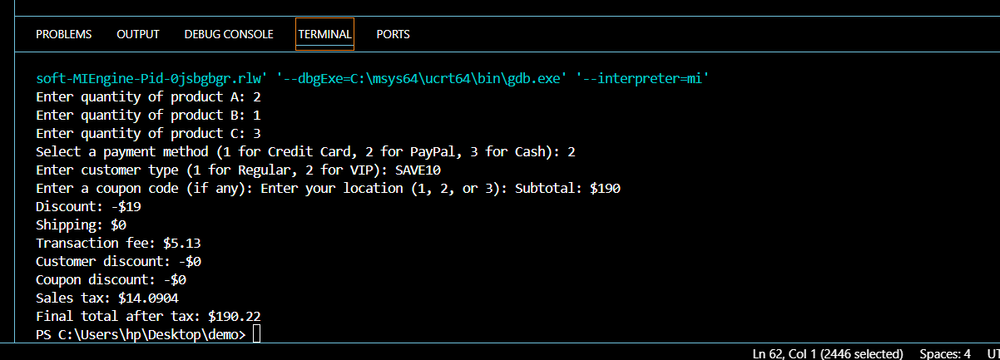 PROBLEMS OUTPUT DEBUG CONSOLE TERMINAL PORTS
soft-MIEngine-Pid-0jsbgbgr.rlw' '--dbgExe=C:\msys64\ucrt64\bin\gdb.exe' '--interpreter=mi'
Enter quantity of product A: 2
Enter quantity of product B: 1
Enter quantity of product C: 3
Select a payment method (1 for Credit Card, 2 for PayPal, 3 for Cash): 2
Enter customer type (1 for Regular, 2 for VIP): SAVE10
Enter a coupon code (if any): Enter your location (1, 2, or 3): Subtotal: $190
Discount: -$19
Shipping: $0
Transaction fee: $5.13
Customer discount: -$0
Coupon discount: -$0
Sales tax: $14.0904
Final total after tax: $190.22
PS C:\Users\hp\Desktop\demo>
Ln 62, Col 1 (2446 selected) Spaces: 4